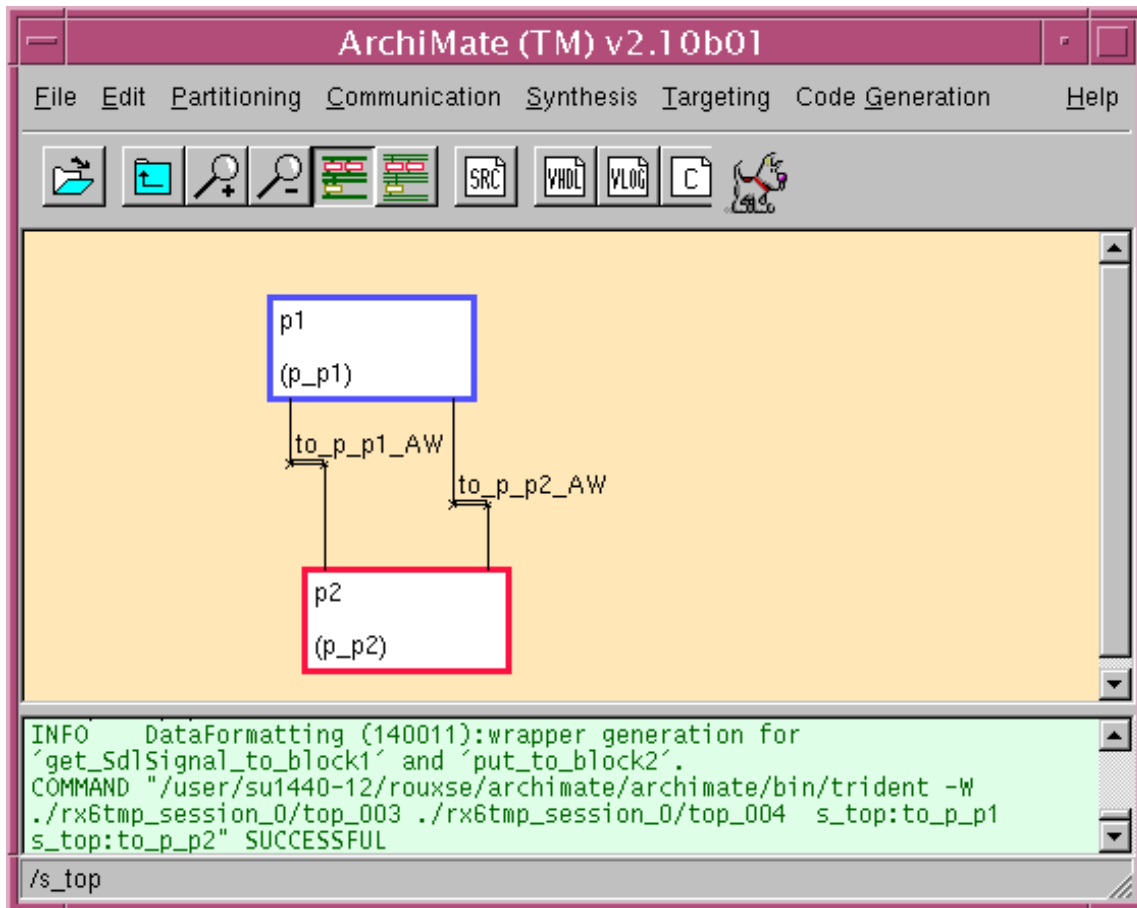 ArchiMate (TM) v2.10b01
File Edit Partitioning Communication Synthesis Targeting Code Generation Help
SRC VHDL VLOG C
p1
(p_p1)
to_p_p1_AW
to_p_p2_AW
p2
(p_p2)
INFO DataFormatting (140011):wrapper generation for
´get_SdlSignal_to_block1´ and ´put_to_block2´.
COMMAND "/user/su1440-12/rouxse/archimate/archimate/bin/trident -W
./rx6tmp_session_0/top_003 ./rx6tmp_session_0/top_004 s_top:to_p_p1
s_top:to_p_p2" SUCCESSFUL
/s_top